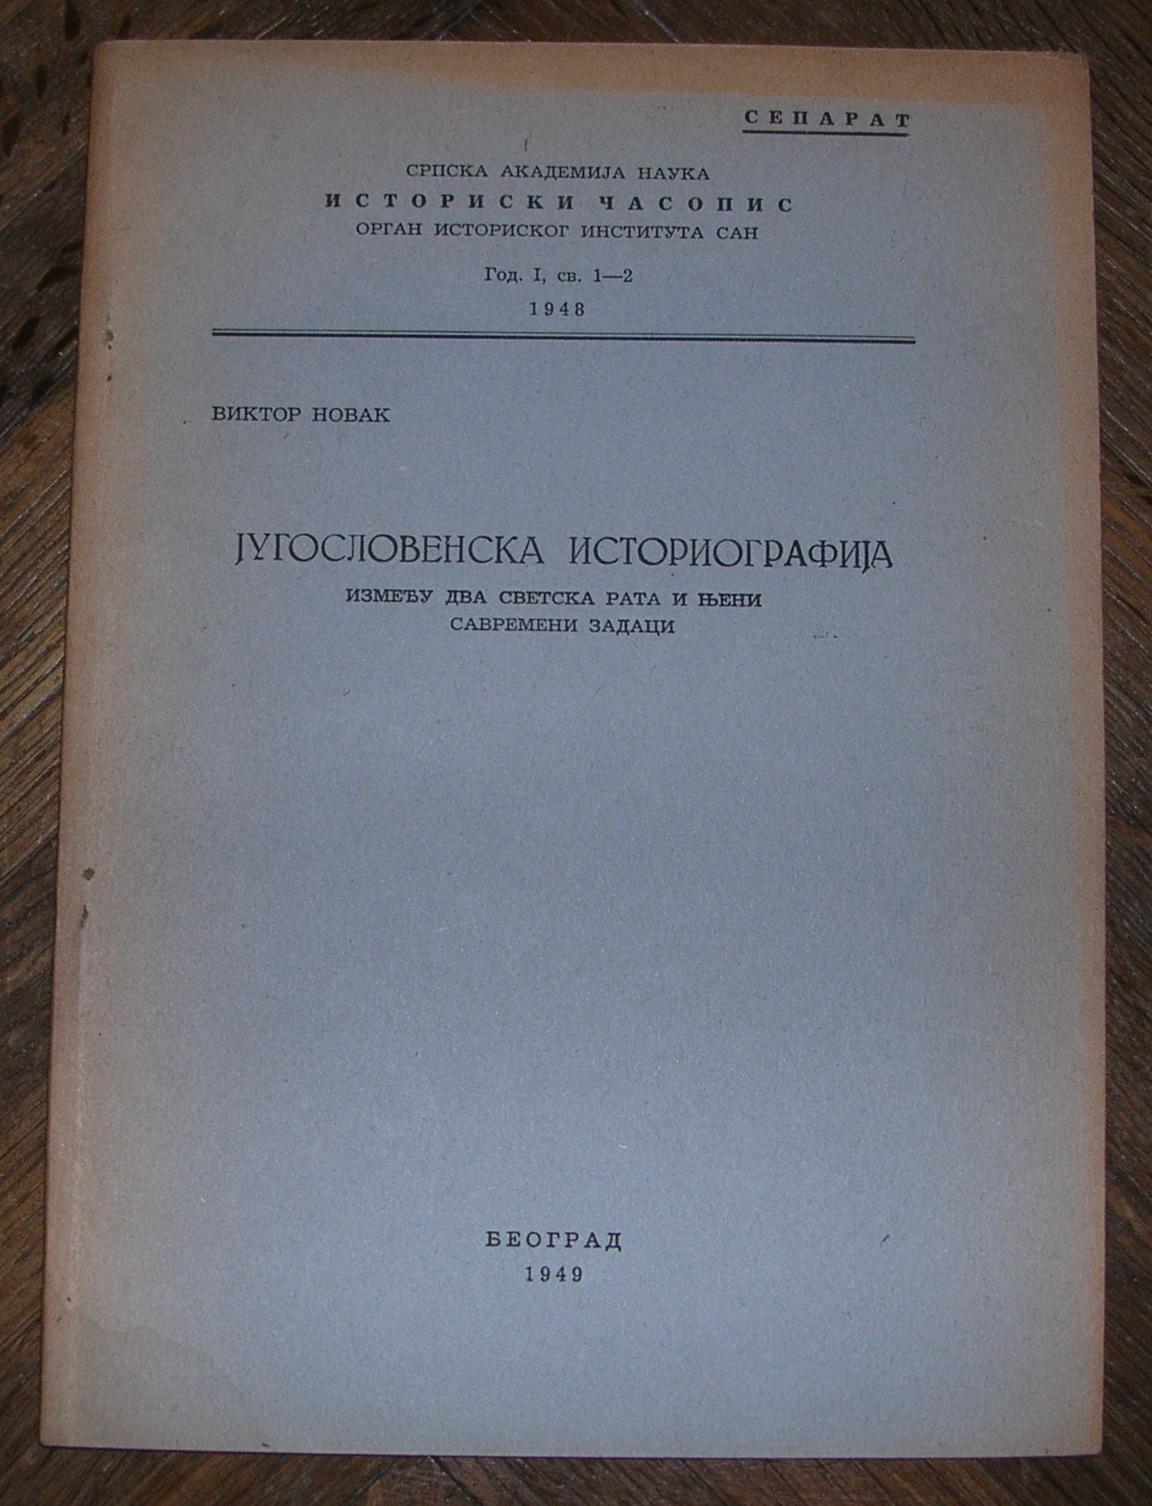 СЕПАРАТ
СРПСКА АКАДЕМИЈА НАУКА
ИСТОРИСКИ ЧАСОПИС
ОРГАН ИСТОРИСКОГ ИНСТИТУТА САН
Год. I, св. 1—2
1948
ВИКТОР НОВАК
ЈУГОСЛОВЕНСКА ИСТОРИОГРАФИЈА
ИЗМЕЂУ ДВА СВЕТСКА РАТА И ЊЕНИ
САВРЕМЕНИ ЗАДАЦИ
БЕОГРАД
1949